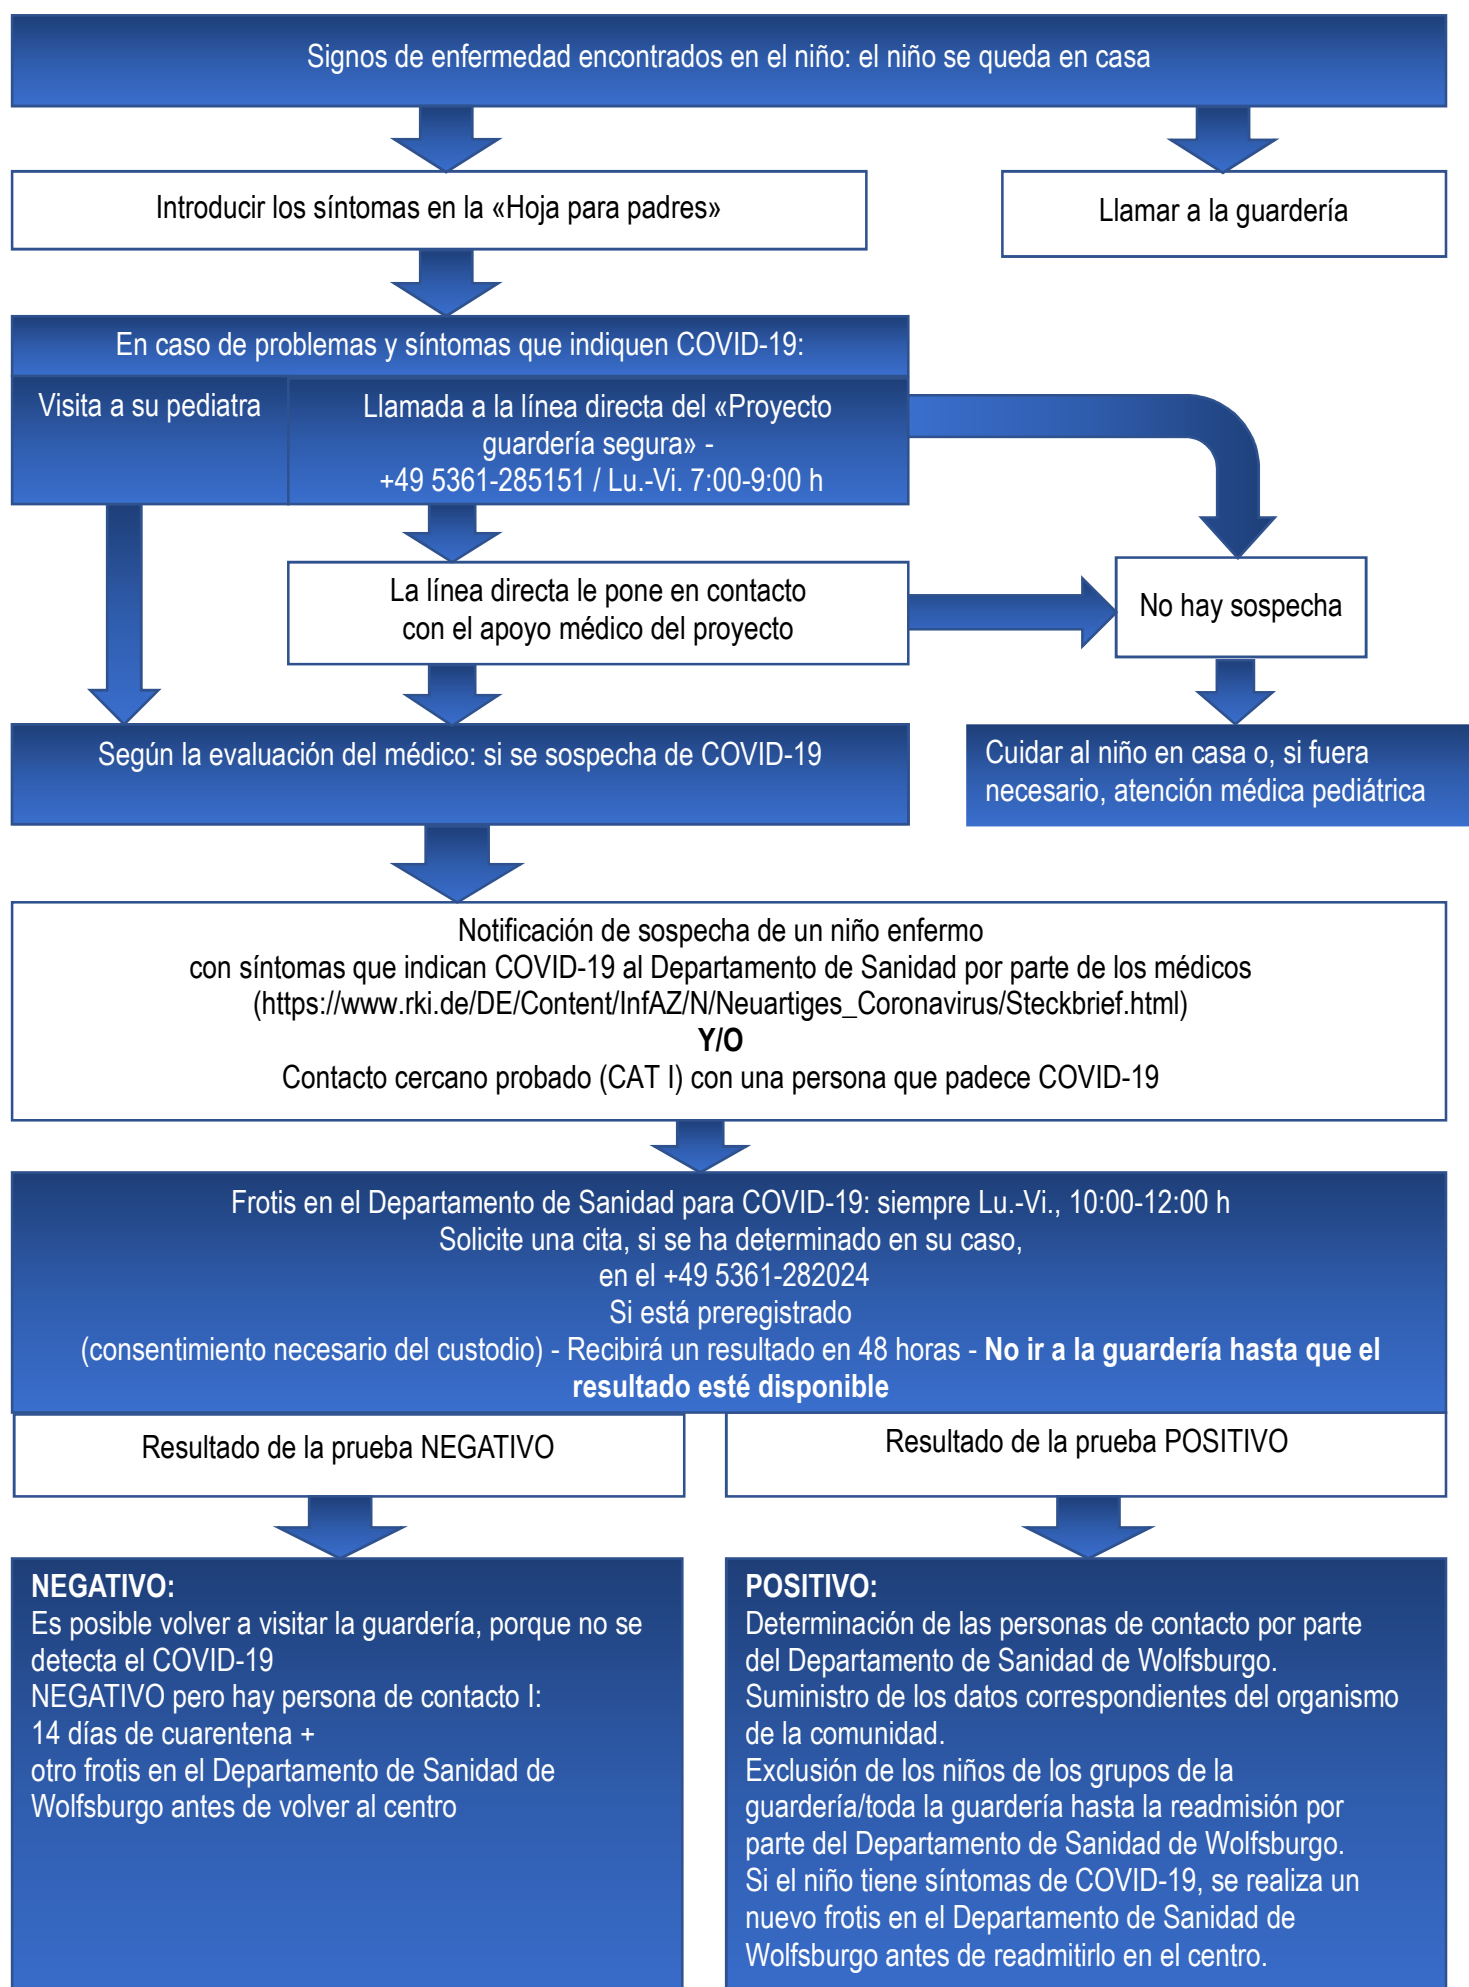 Signos de enfermedad encontrados en el niño: el niño se queda en casa
Introducir los síntomas en la «Hoja para padres»
Llamar a la guardería
En caso de problemas y síntomas que indiquen COVID-19:
Visita a su pediatra
Llamada a la línea directa del «Proyecto
guardería segura» -
+49 5361-285151 / Lu.-Vi. 7:00-9:00 h
La línea directa le pone en contacto
con el apoyo médico del proyecto
No hay sospecha
Según la evaluación del médico: si se sospecha de COVID-19
Cuidar al niño en casa o, si fuera
necesario, atención médica pediátrica
Notificación de sospecha de un niño enfermo
con síntomas que indican COVID-19 al Departamento de Sanidad por parte de los médicos
(https://www.rki.de/DE/Content/InfAZ/N/Neuartiges_Coronavirus/Steckbrief.html)
Y/O
Contacto cercano probado (CAT I) con una persona que padece COVID-19
Frotis en el Departamento de Sanidad para COVID-19: siempre Lu.-Vi., 10:00-12:00 h
Solicite una cita, si se ha determinado en su caso,
en el +49 5361-282024
Si está preregistrado
(consentimiento necesario del custodio) - Recibirá un resultado en 48 horas - No ir a la guardería hasta que el
resultado esté disponible
Resultado de la prueba NEGATIVO
Resultado de la prueba POSITIVO
NEGATIVO:
Es posible volver a visitar la guardería, porque no se
detecta el COVID-19
NEGATIVO pero hay persona de contacto I:
14 días de cuarentena +
otro frotis en el Departamento de Sanidad de
Wolfsburgo antes de volver al centro
POSITIVO:
Determinación de las personas de contacto por parte
del Departamento de Sanidad de Wolfsburgo.
Suministro de los datos correspondientes del organismo
de la comunidad.
Exclusión de los niños de los grupos de la
guardería/toda la guardería hasta la readmisión por
parte del Departamento de Sanidad de Wolfsburgo.
Si el niño tiene síntomas de COVID-19, se realiza un
nuevo frotis en el Departamento de Sanidad de
Wolfsburgo antes de readmitirlo en el centro.